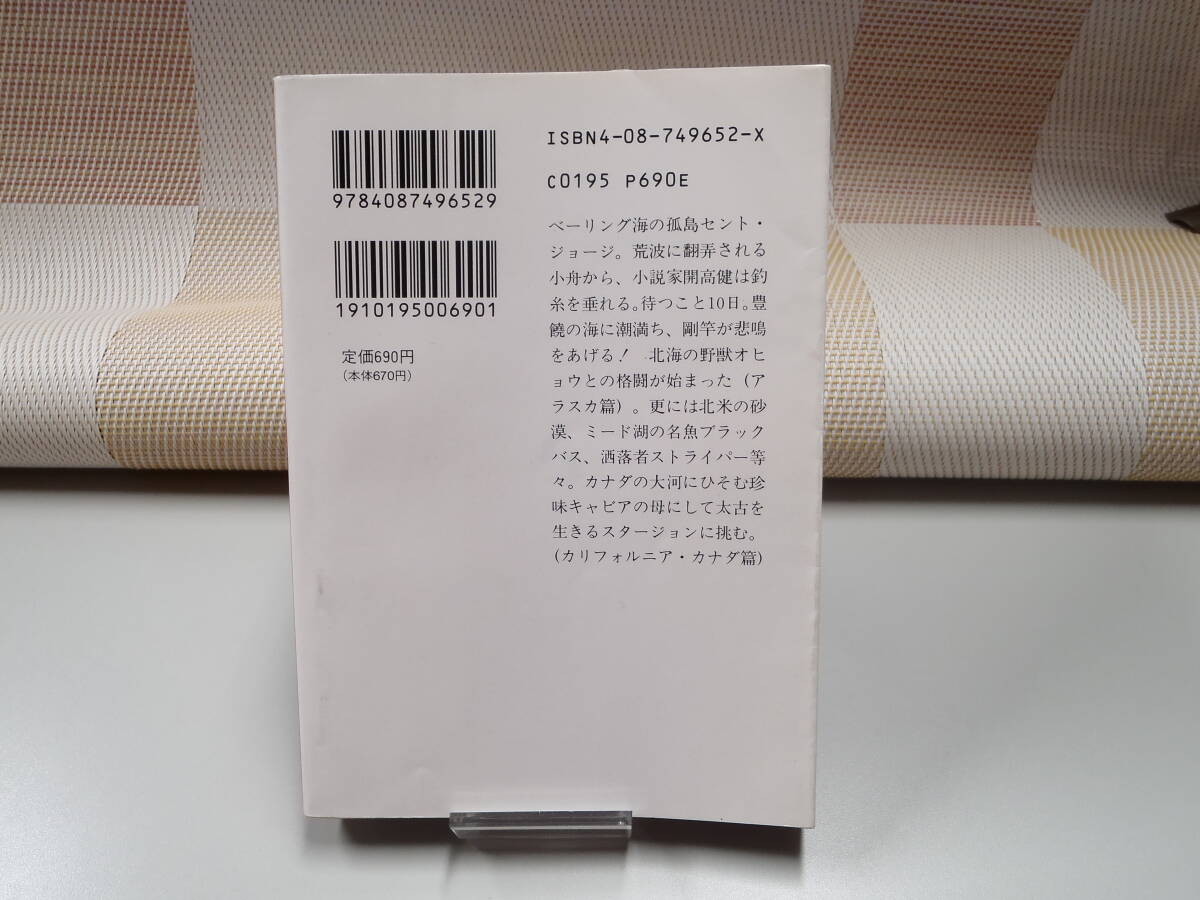 ISBN4-08-749652-X
C0195 P690E
9784087496529
1910195006901
定価690円
(本体670円)
ベーリング海の孤島セント・
ジョージ。荒波に翻弄される
小舟から、小説家開高健は釣
糸を垂れる。待つこと10日。豊
饒の海に潮満ち、剛竿が悲鳴
をあげる! 北海の野獣オヒ
ョウとの格闘が始まった(ア
ラスカ篇)。更には北米の砂
漠、ミード湖の名魚ブラック
バス、洒落者ストライパー等
々。カナダの大河にひそむ珍
味キャビアの母にして太古を
生きるスタージョンに挑む。
(カリフォルニア・カナダ篇)